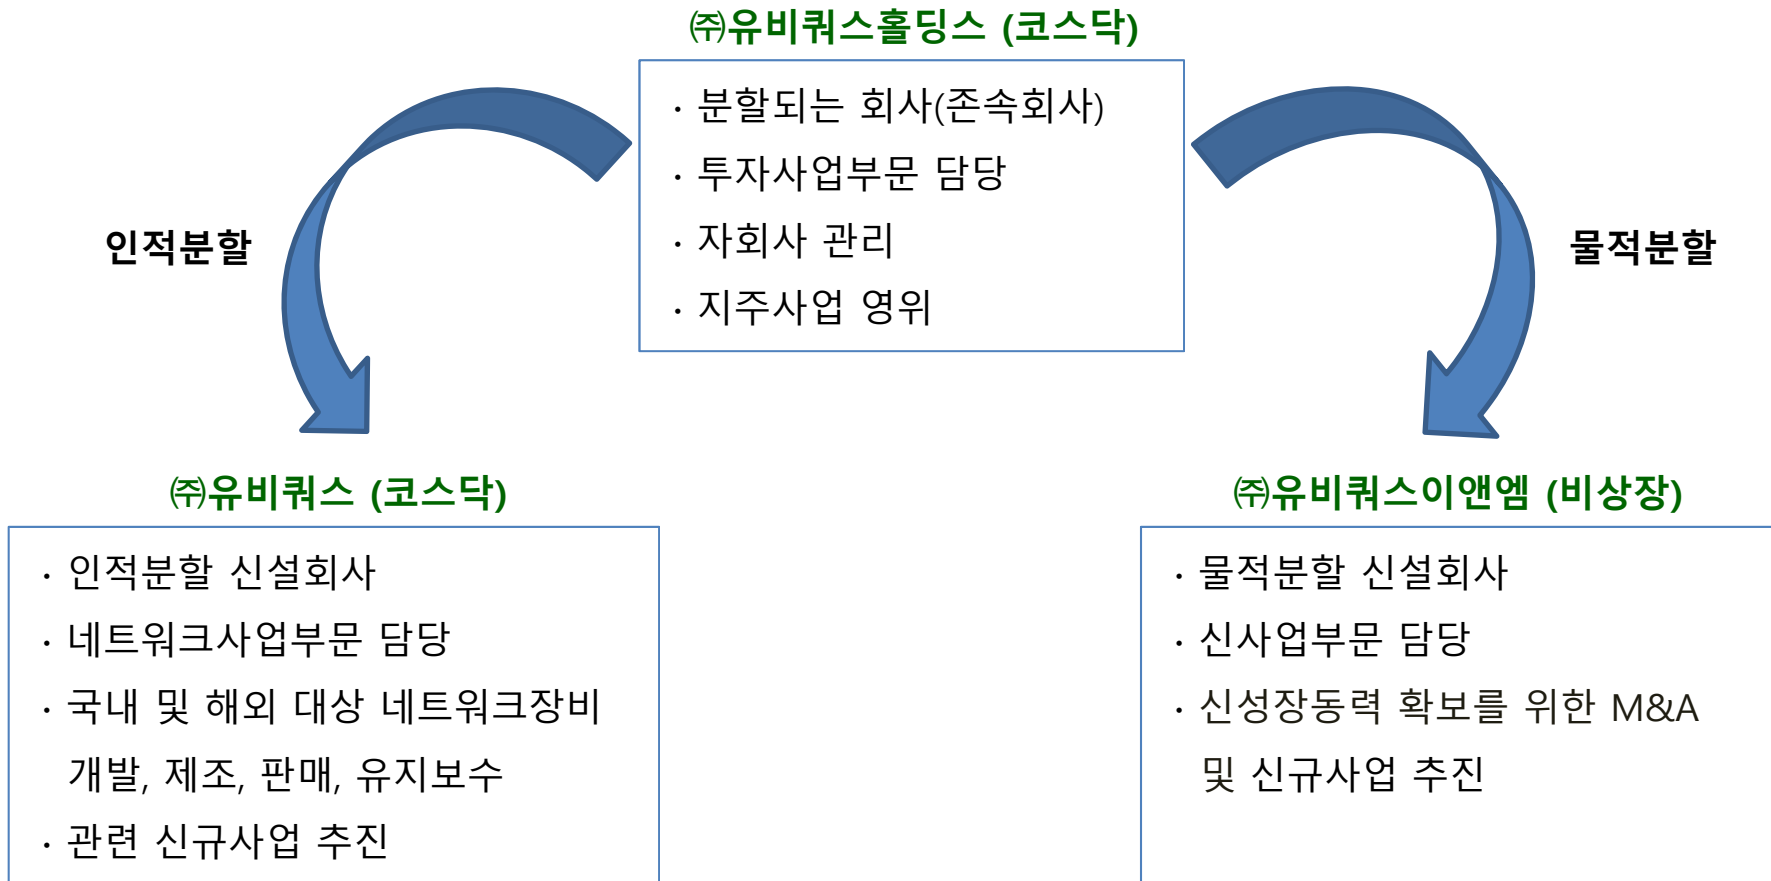 ㈜유비쿼스홀딩스 (코스닥)
· 분할되는 회사(존속회사)
· 투자사업부문 담당
· 자회사 관리
· 지주사업 영위
인적분할
물적분할
㈜유비쿼스 (코스닥)
· 인적분할 신설회사
· 네트워크사업부문 담당
· 국내 및 해외 대상 네트워크장비
개발, 제조, 판매, 유지보수
· 관련 신규사업 추진
㈜유비쿼스이앤엠 (비상장)
· 물적분할 신설회사
· 신사업부문 담당
· 신성장동력 확보를 위한 M&A
및 신규사업 추진